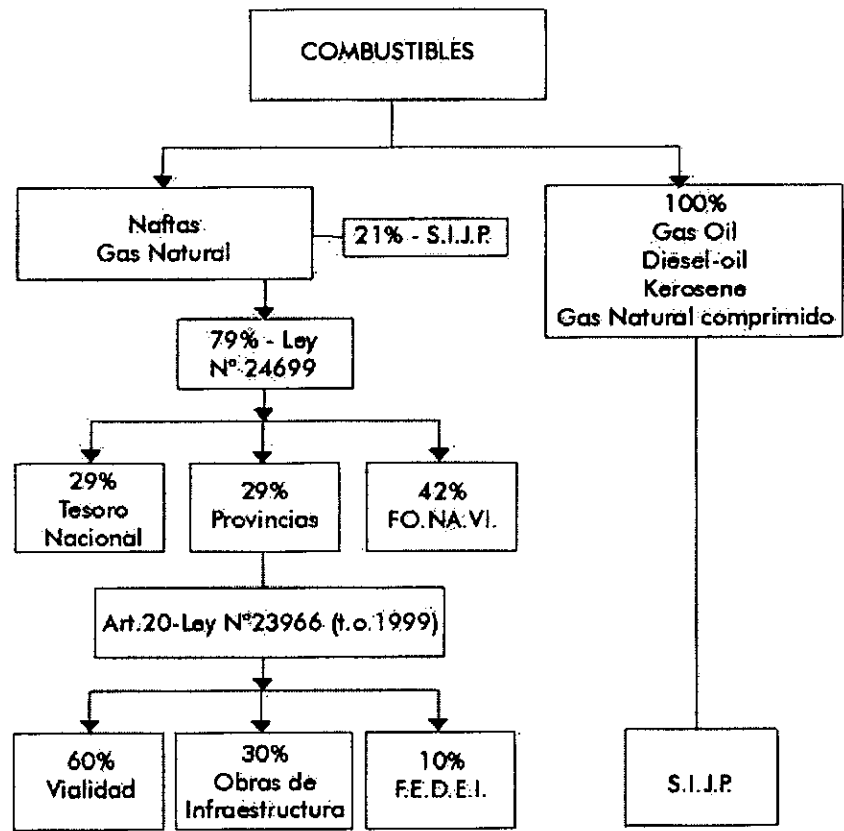 COMBUSTIBLES
Naftas
Gas Natural
21% - S.I.J.P.
100%
Gas Oil
Diesel-oil
Kerosene
Gas Natural comprimido
79% - Ley
Nº 24699
29%
Tesoro
Nacional
29%
Provincias
42%
FO.NA.VI.
Art.20-Ley Nº23966 (t.o.1999)
60%
Vialidad
30%
Obras de
Infraestructura
10%
F.E.D.E.I.
S.I.J.P.